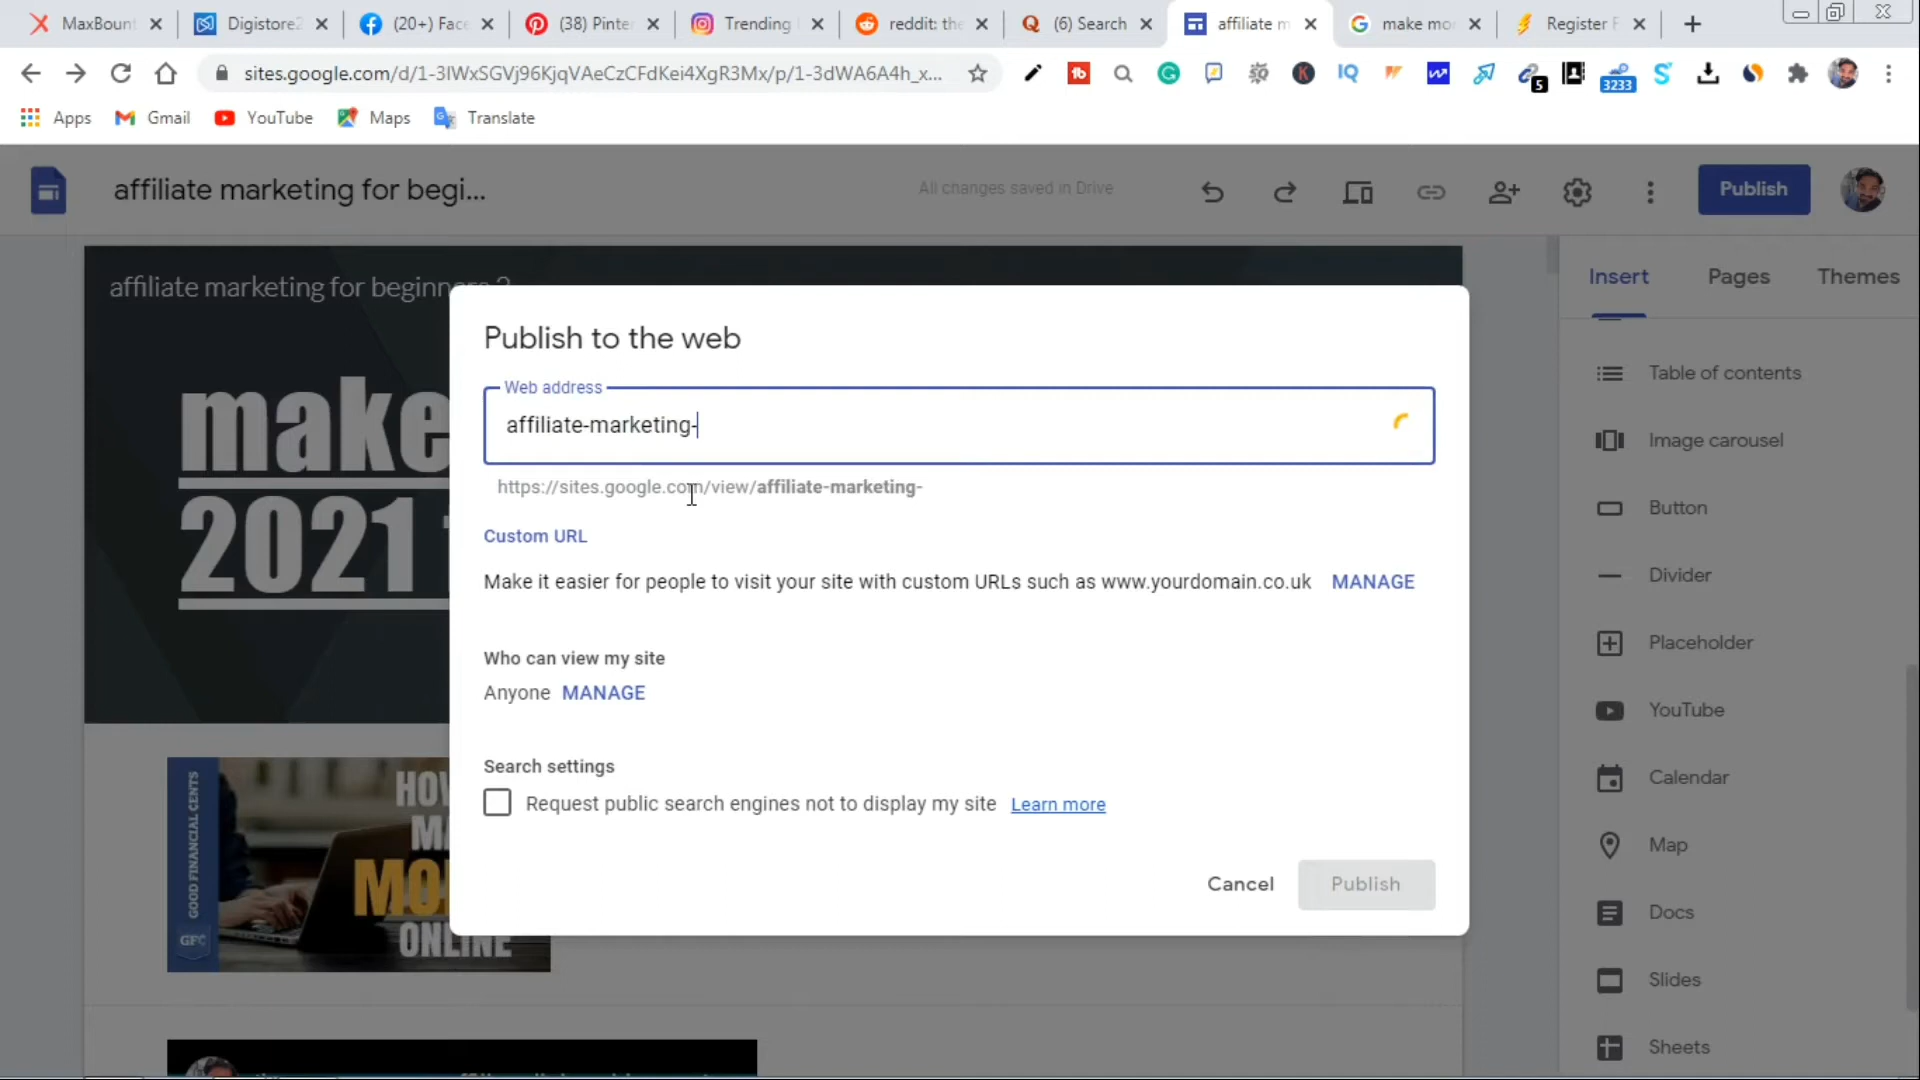 MaxBount
Digistore2
(20+) Face
(38) Pinter
Trending
reddit: the
(6) Search
affiliate m
make mo
Register F
sites.google.com/d/1-3lWxSGVj96KjqVAeCzCFdKei4XgR3Mx/p/1-3dWA6A4h_x...
5
3233
Apps
Gmail
YouTube
Maps
Translate
affiliate marketing for begi...
All changes saved in Drive
Publish
affiliate marketing for beginners 2
make
2021
Insert
Pages
Themes
Publish to the web
Web address
affiliate-marketing-
https://sites.google.com/view/affiliate-marketing-
Custom URL
Make it easier for people to visit your site with custom URLs such as www.yourdomain.co.uk MANAGE
Who can view my site
Anyone MANAGE
Search settings
Request public search engines not to display my site Learn more
Cancel
Publish
Table of contents
Image carousel
Button
Divider
Placeholder
YouTube
Calendar
Map
Docs
Slides
Sheets
GOOD FINANCIAL CENTS
GFC
HOW
MA
MO
ONLINE